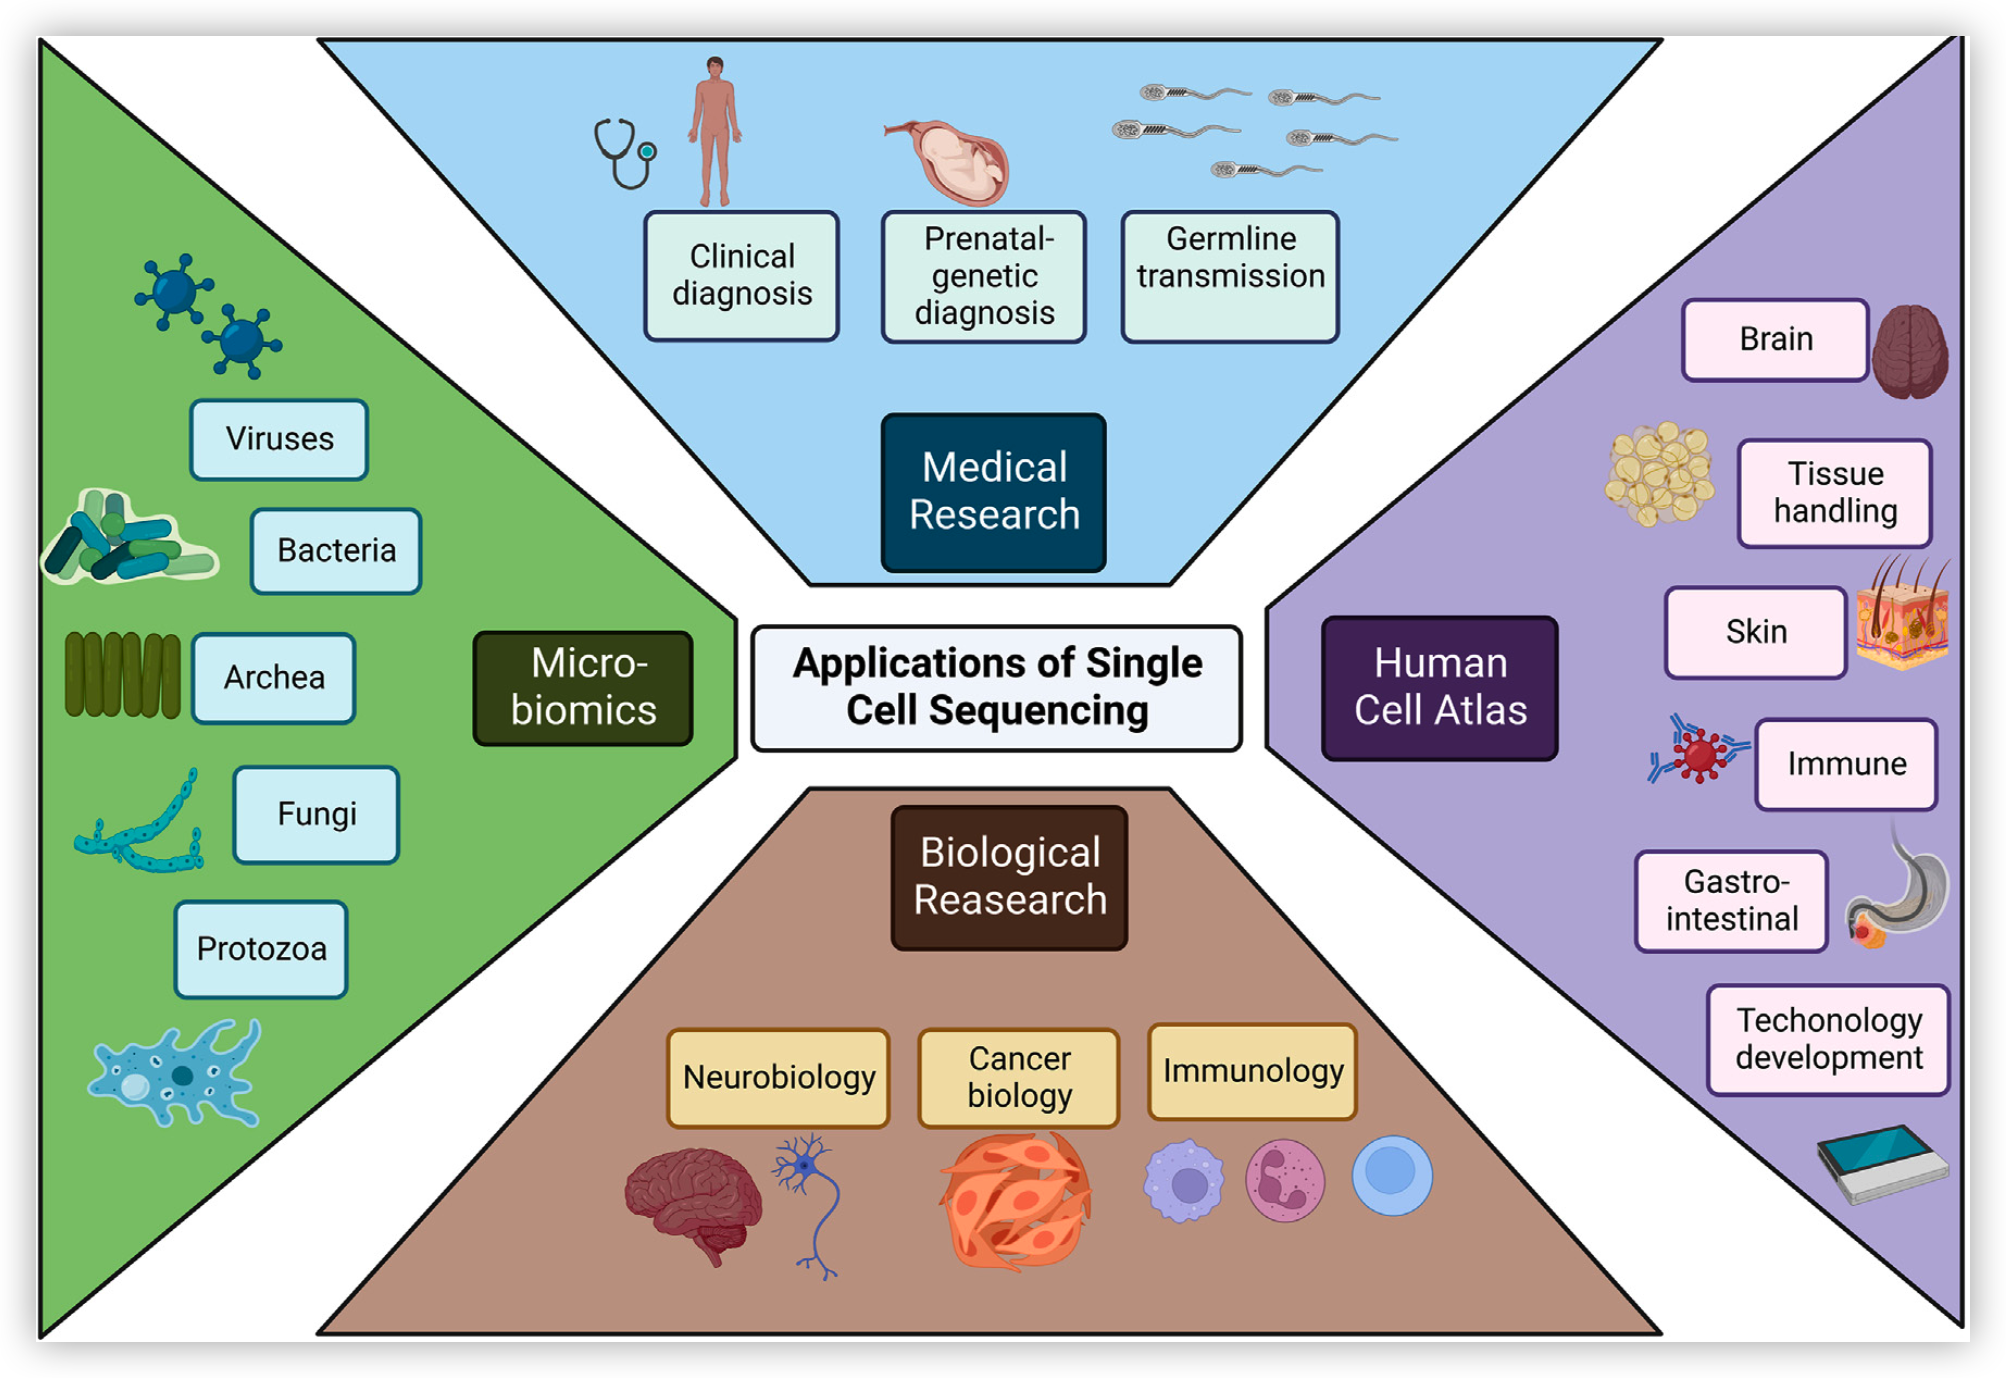 Clinical
diagnosis
Prenatal-
genetic
diagnosis
Germline
transmission
Medical
Research
Viruses
Bacteria
Archea
Fungi
Protozoa
Micro-
biomics
Applications of Single
Cell Sequencing
Human
Cell Atlas
Brain
Tissue
handling
Skin
Immune
Gastro-
intestinal
Techonology
development
Biological
Reasearch
Neurobiology
Cancer
biology
Immunology